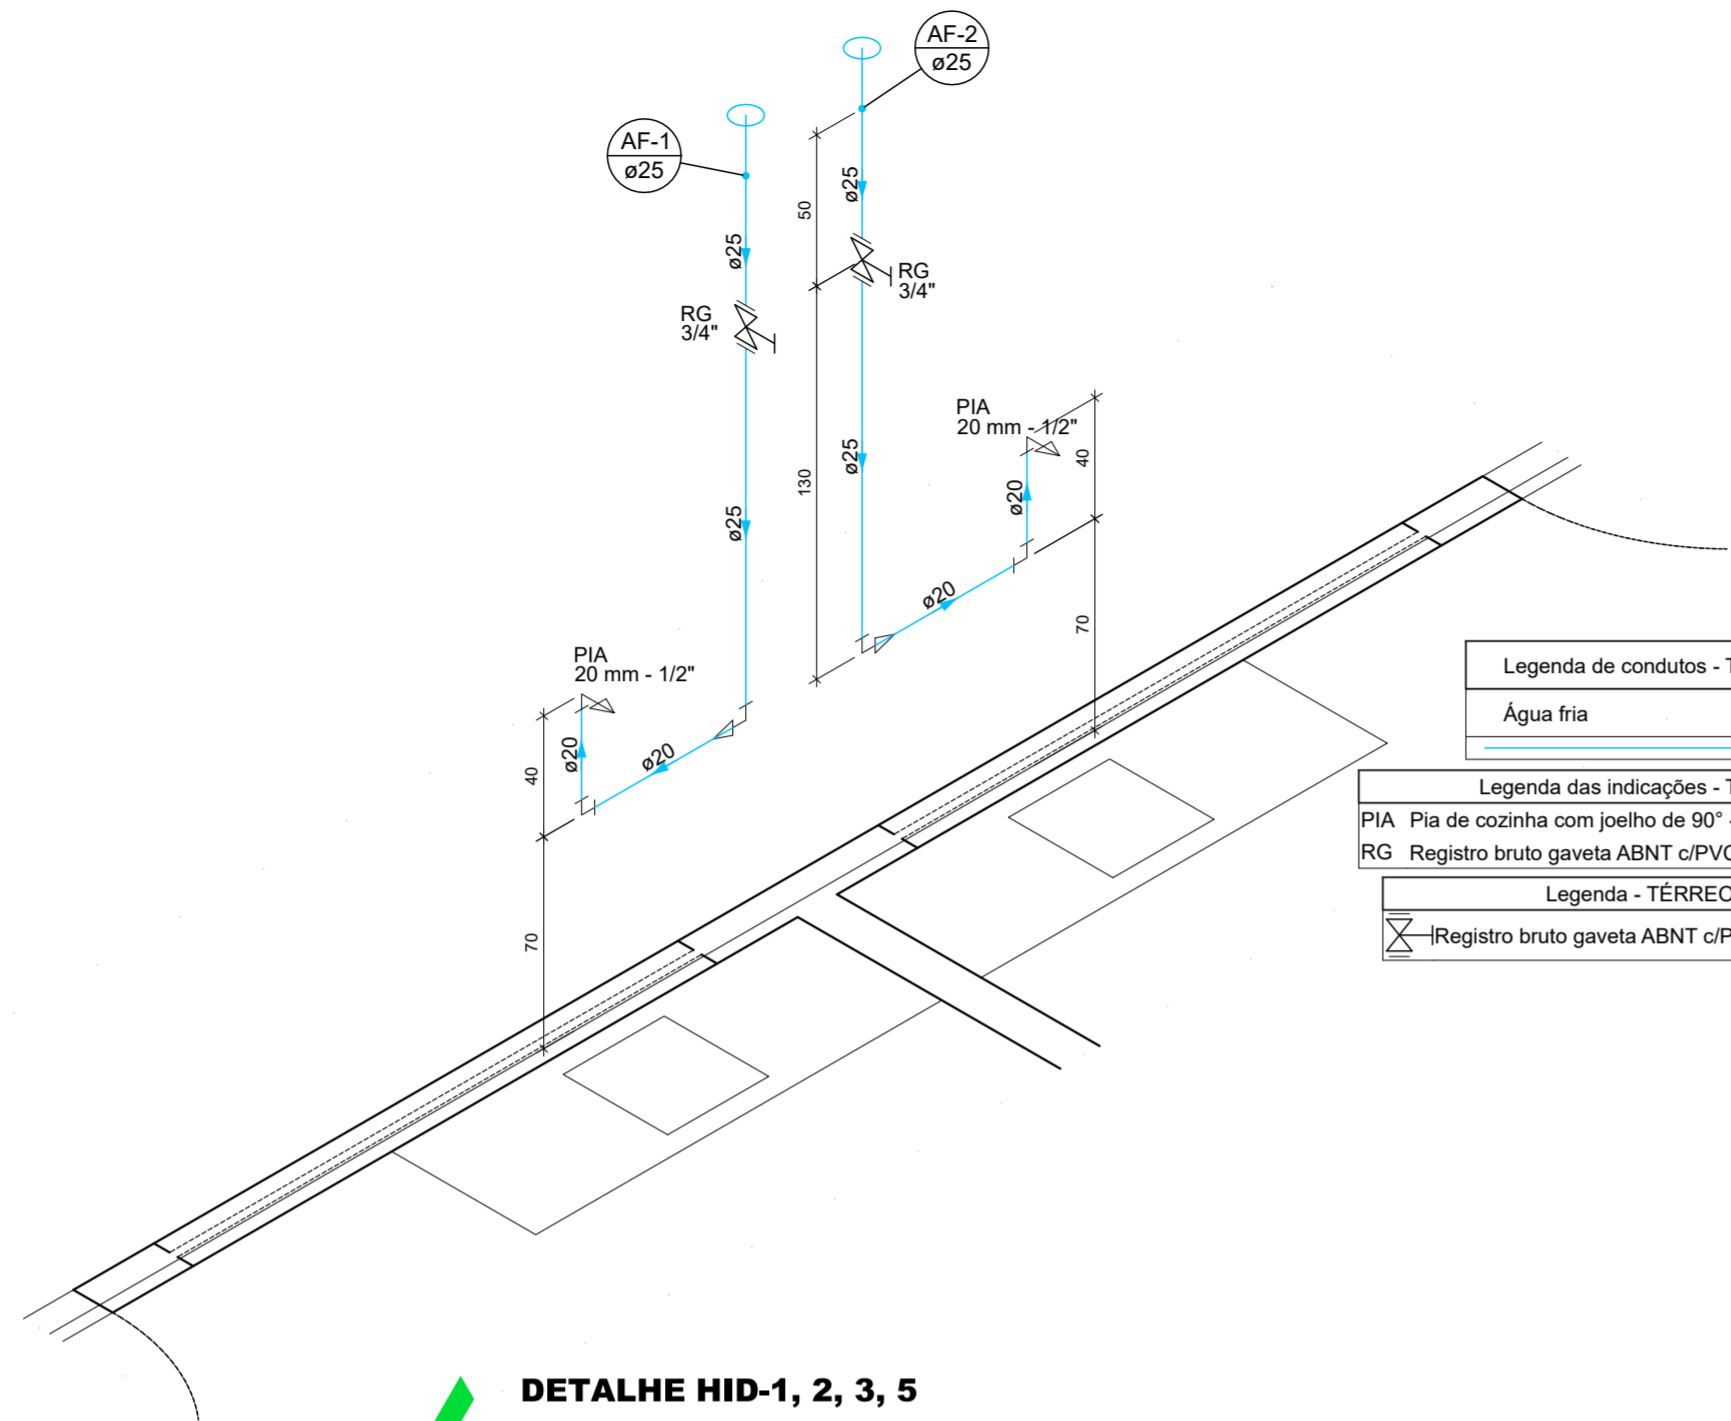 AF-2
ø25
AF-1
ø25
ø25
50
ø25
RG
3/4"
RG
3/4"
PIA
20 mm - 1/2"
40
ø25
130
ø20
ø25
ø20
70
PIA
20 mm - 1/2"
ø20
ø20
40
70
Legenda de condutos - T
Água fria
Legenda das indicações - T
PIA Pia de cozinha com joelho de 90° -
RG Registro bruto gaveta ABNT c/PVC
Legenda - TÉRREO
Registro bruto gaveta ABNT c/P
DETALHE HID-1, 2, 3, 5